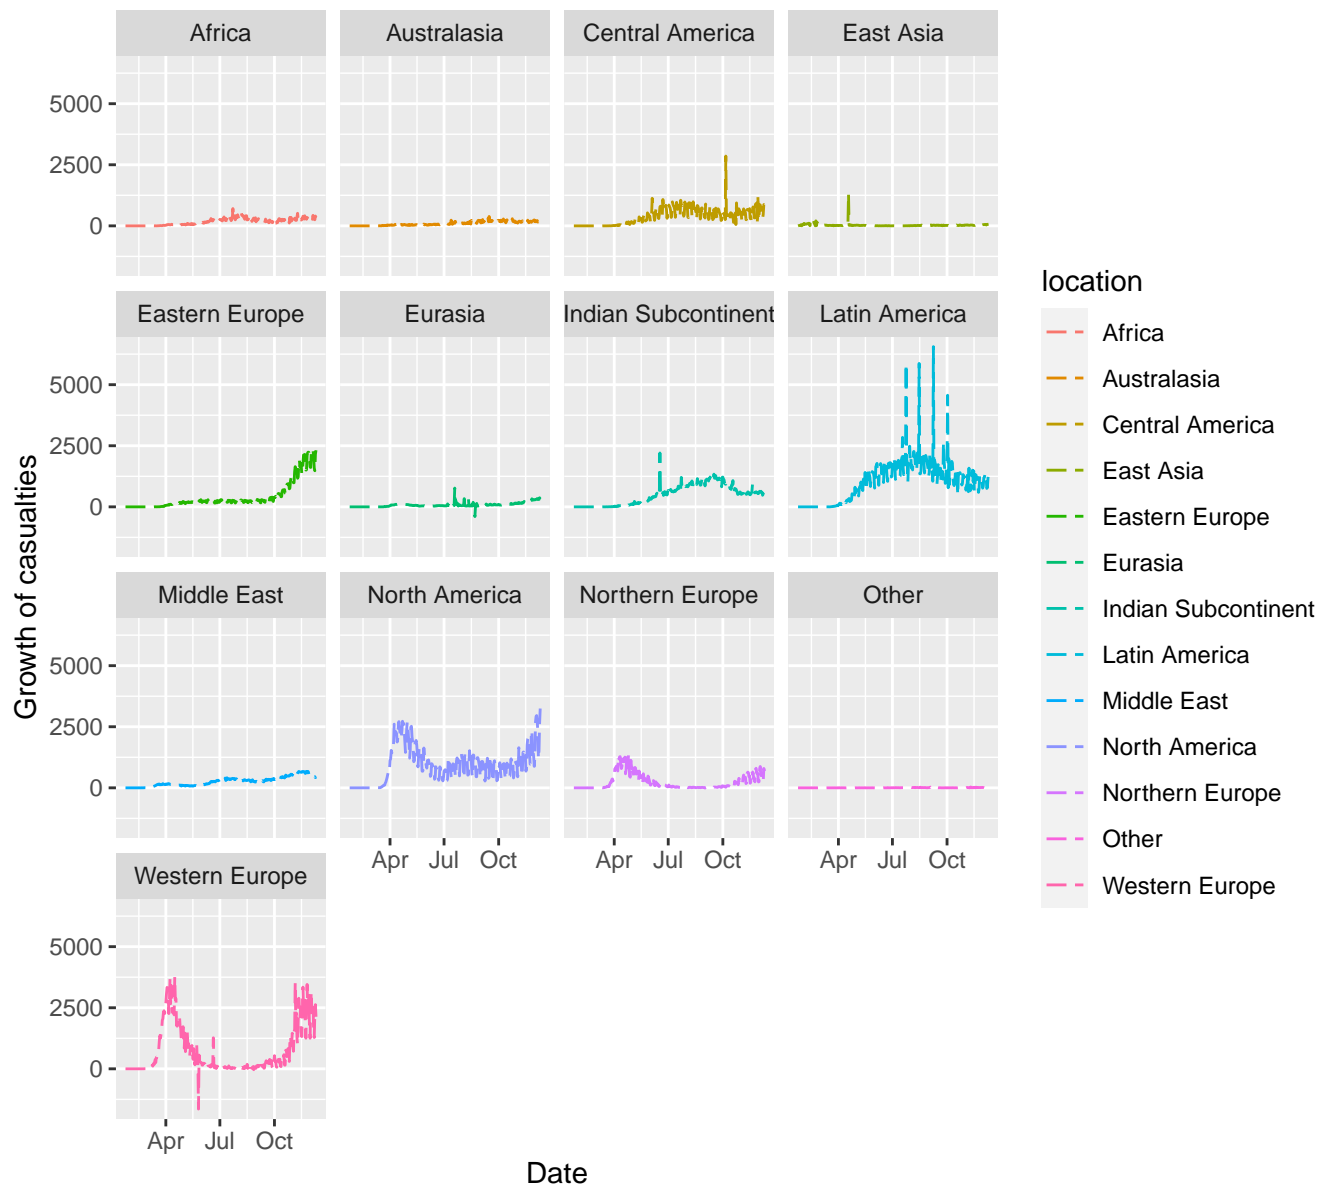 Africa
Australasia
Central America
East Asia
5000
2500
0
Eastern Europe
Eurasia
Indian Subcontinent
Latin America
5000
2500
0
Middle East
North America
Northern Europe
Other
5000
2500
0
Apr Jul Oct
Apr Jul Oct
Apr Jul Oct
Western Europe
5000
2500
0
Apr Jul Oct
Growth of casualties
Date
location
Africa
Australasia
Central America
East Asia
Eastern Europe
Eurasia
Indian Subcontinent
Latin America
Middle East
North America
Northern Europe
Other
Western Europe